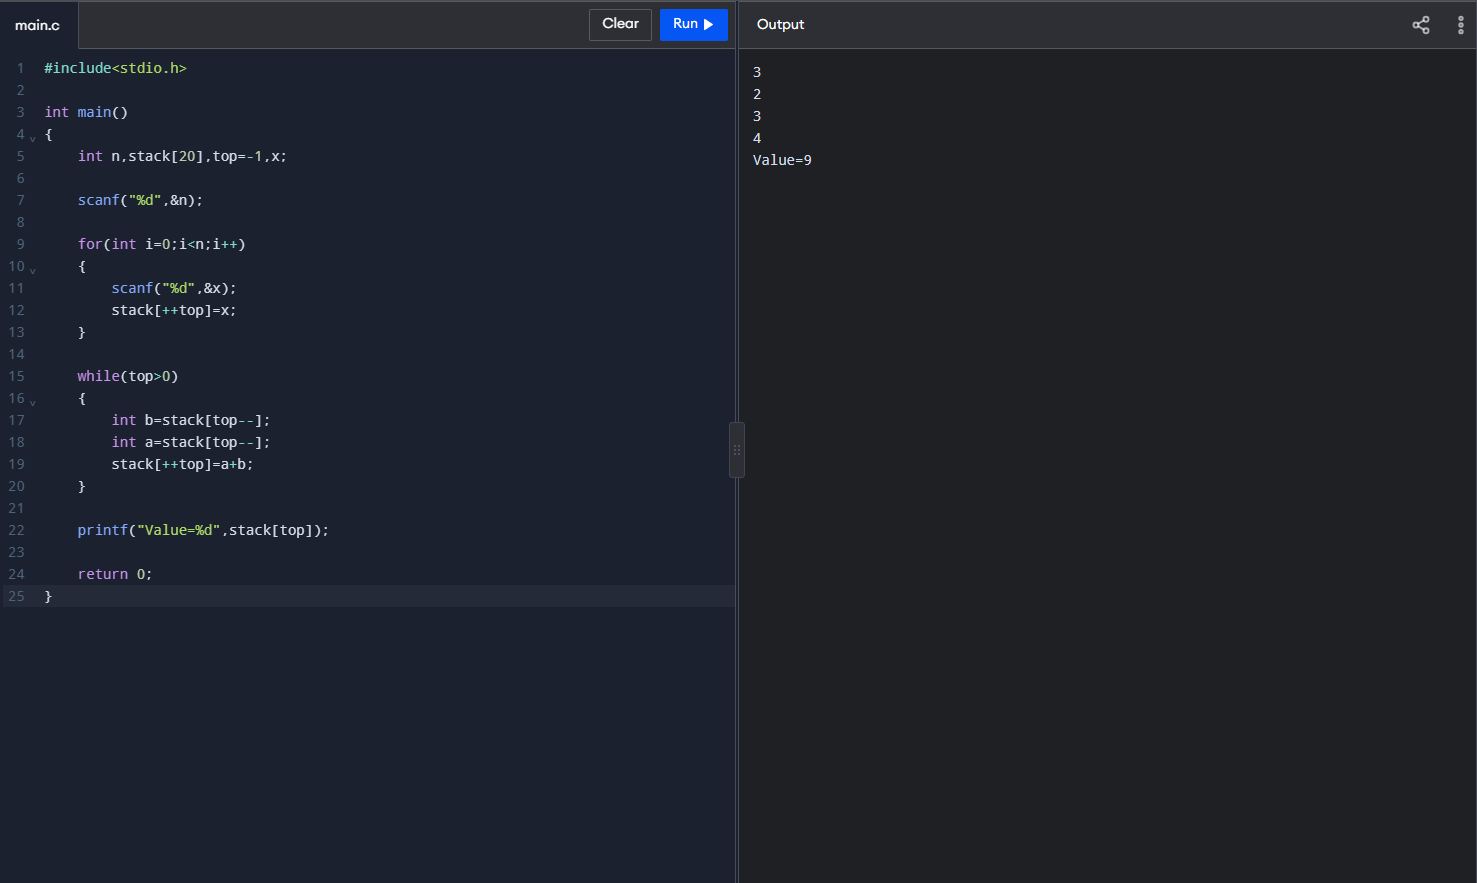 main.c
Clear
Run
Output
1 #include<stdio.h>
2
3 int main()
4 {
5     int n,stack[20],top=-1,x;
6
7     scanf("%d",&n);
8
9     for(int i=0;i<n;i++)
10     {
11         scanf("%d",&x);
12         stack[++top]=x;
13     }
14
15     while(top>0)
16     {
17         int b=stack[top--];
18         int a=stack[top--];
19         stack[++top]=a+b;
20     }
21
22     printf("Value=%d",stack[top]);
23
24     return 0;
25 }
3
2
3
4
Value=9